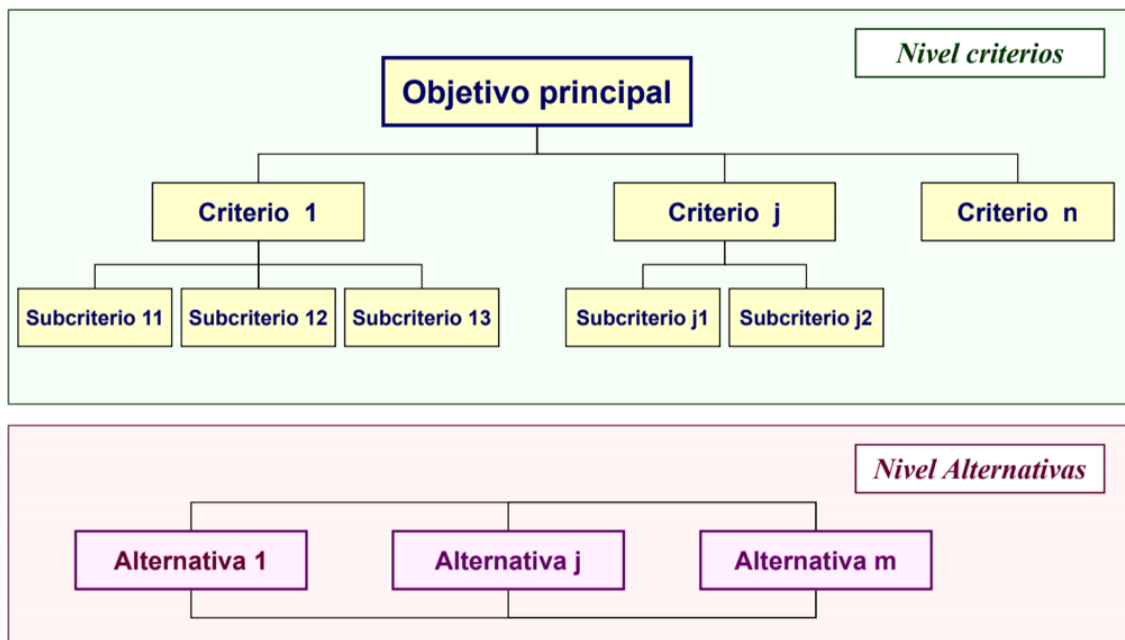 Nivel criterios
Objetivo principal
Criterio 1
Criterio j
Criterio n
Subcriterio 11
Subcriterio 12
Subcriterio 13
Subcriterio j1
Subcriterio j2
Nivel Alternativas
Alternativa 1
Alternativa j
Alternativa m